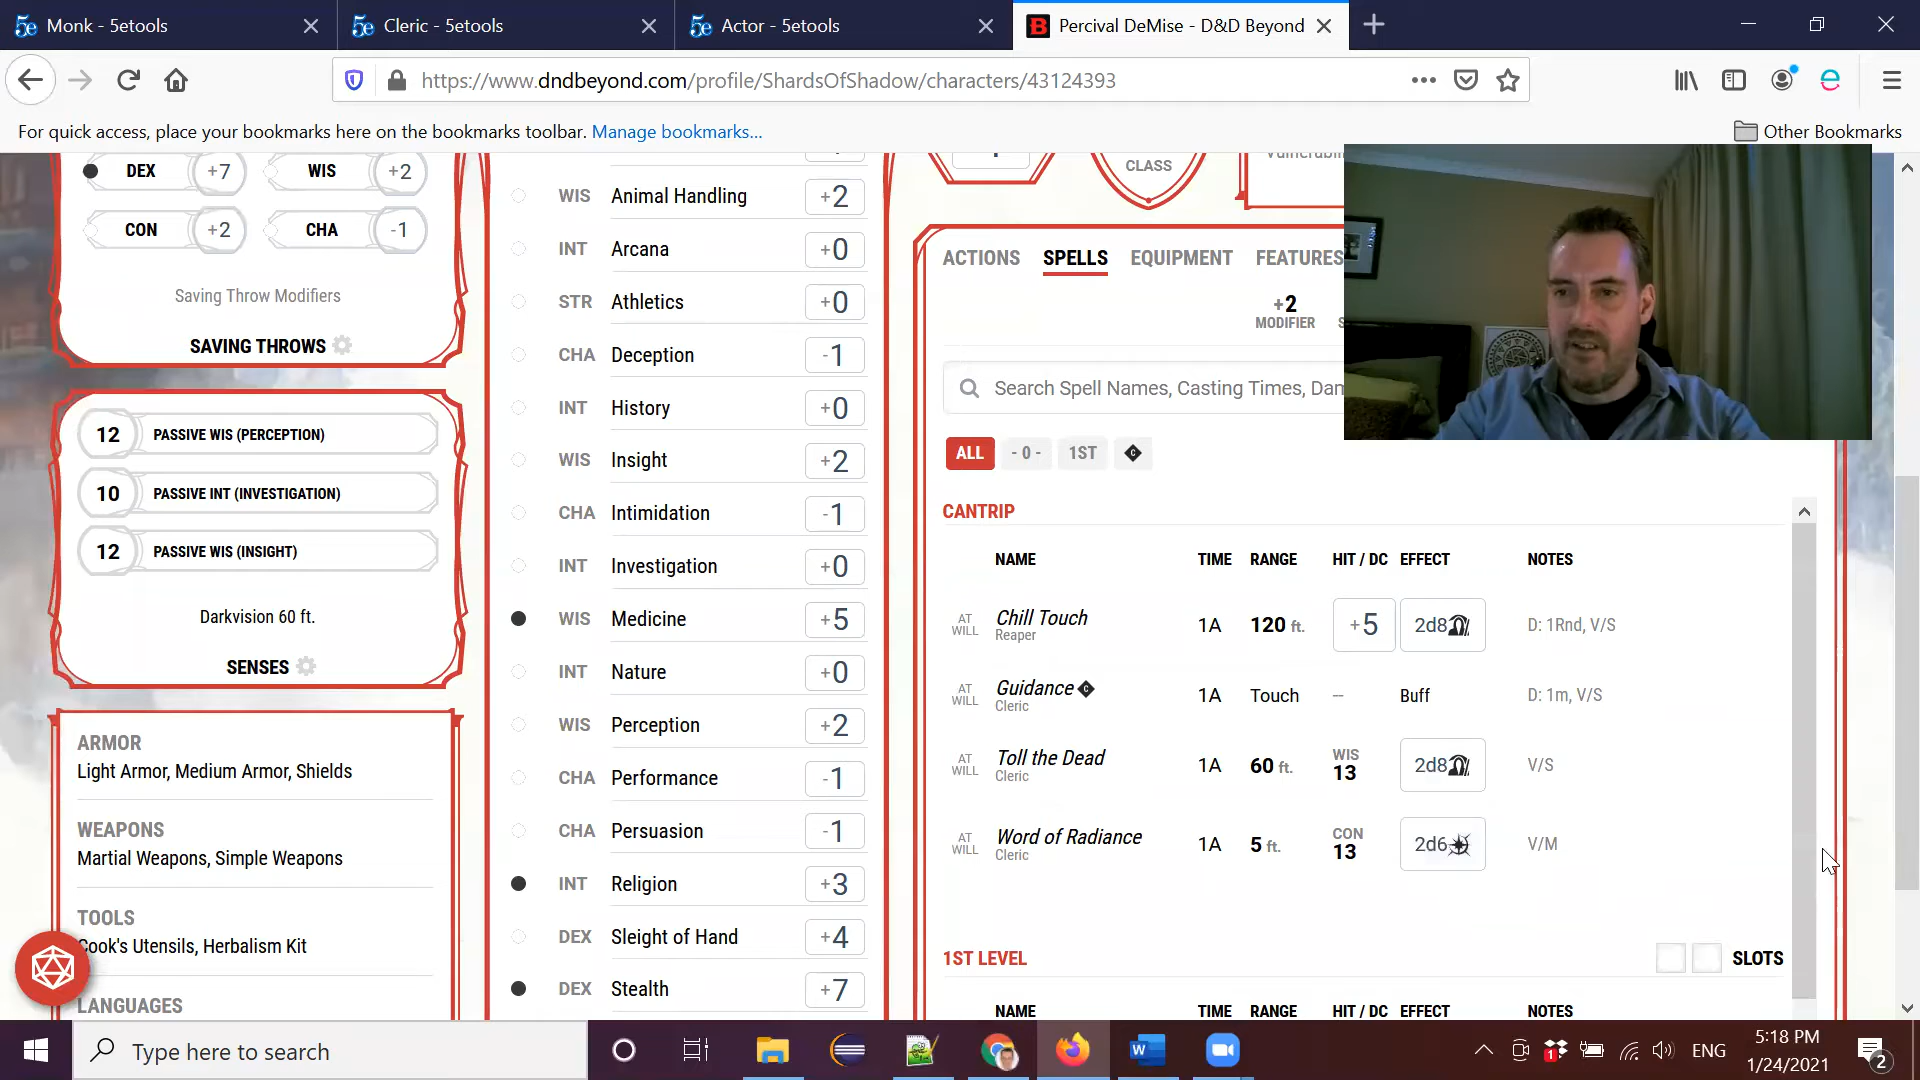 Monk - 5etools
Cleric - 5etools
Actor - 5etools
Percival DeMise - D&D Beyond
https://www.dndbeyond.com/profile/ShardsOfShadow/characters/43124393
For quick access, place your bookmarks here on the bookmarks toolbar. Manage bookmarks...
Other Bookmarks
DEX +7 WIS +2
CON +2 CHA -1
Saving Throw Modifiers
SAVING THROWS
12 PASSIVE WIS (PERCEPTION)
10 PASSIVE INT (INVESTIGATION)
12 PASSIVE WIS (INSIGHT)
Darkvision 60 ft.
SENSES
ARMOR
Light Armor, Medium Armor, Shields
WEAPONS
Martial Weapons, Simple Weapons
TOOLS
Cook's Utensils, Herbalism Kit
LANGUAGES
WIS Animal Handling +2
INT Arcana +0
STR Athletics +0
CHA Deception -1
INT History +0
WIS Insight +2
CHA Intimidation -1
INT Investigation +0
WIS Medicine +5
INT Nature +0
WIS Perception +2
CHA Performance -1
CHA Persuasion -1
INT Religion +3
DEX Sleight of Hand +4
DEX Stealth +7
CLASS
ACTIONS SPELLS EQUIPMENT FEATURES
+2
MODIFIER
Search Spell Names, Casting Times, Dam
ALL - 0 - 1ST C
CANTRIP
NAME TIME RANGE HIT / DC EFFECT NOTES
AT WILL Chill Touch 1A 120 ft. +5 2d8 D: 1Rnd, V/S
Reaper
AT WILL Guidance C 1A Touch -- Buff D: 1m, V/S
Cleric
AT WILL Toll the Dead 1A 60 ft. WIS 13 2d8 V/S
Cleric
AT WILL Word of Radiance 1A 5 ft. CON 13 2d6 V/M
Cleric
1ST LEVEL SLOTS
NAME TIME RANGE HIT / DC EFFECT NOTES
Type here to search
ENG
5:18 PM
1/24/2021
1
2